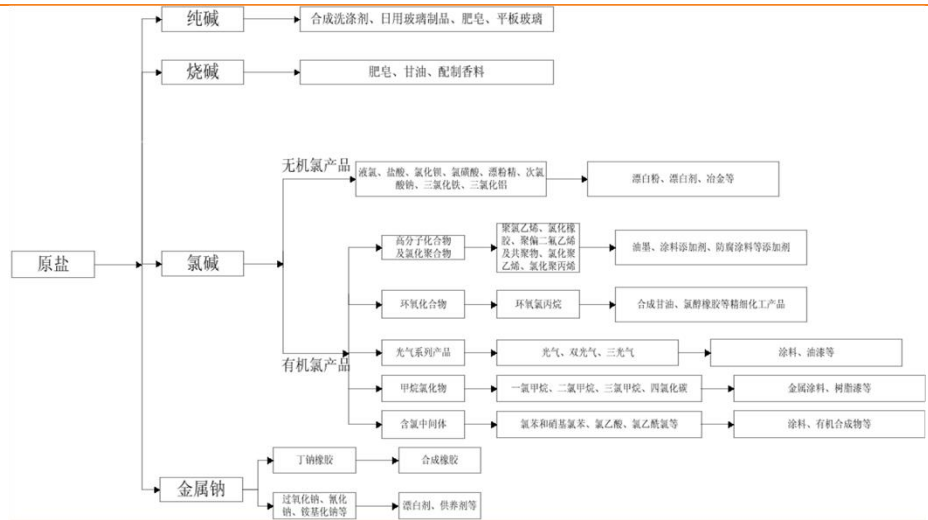 纯碱
合成洗涤剂、日用玻璃制品、肥皂、平板玻璃
烧碱
肥皂、甘油、配制香料
无机氯产品
液氯、盐酸、氯化钡、氯磺酸、漂粉精、次氯
酸钠、三氯化铁、三氯化铝
漂白粉、漂白剂、冶金等
原盐
氯碱
高分子化合物
及氯化聚合物
聚氯乙烯、氯化橡
胶、聚偏二氟乙烯
及共聚物、氯化聚
乙烯、氯化聚丙烯
油墨、涂料添加剂、防腐涂料等添加剂
环氧化合物
环氧氯丙烷
合成甘油、氯醇橡胶等精细化工产品
有机氯产品
光气系列产品
光气、双光气、三光气
涂料、油漆等
甲烷氯化物
一氯甲烷、二氯甲烷、三氯甲烷、四氯化碳
金属涂料、树脂漆等
含氯中间体
氯苯和硝基氯苯、氯乙酸、氯乙酰氯等
涂料、有机合成物等
金属钠
丁钠橡胶
合成橡胶
过氧化钠、氰化
钠、铵基化钠等
漂白剂、供养剂等